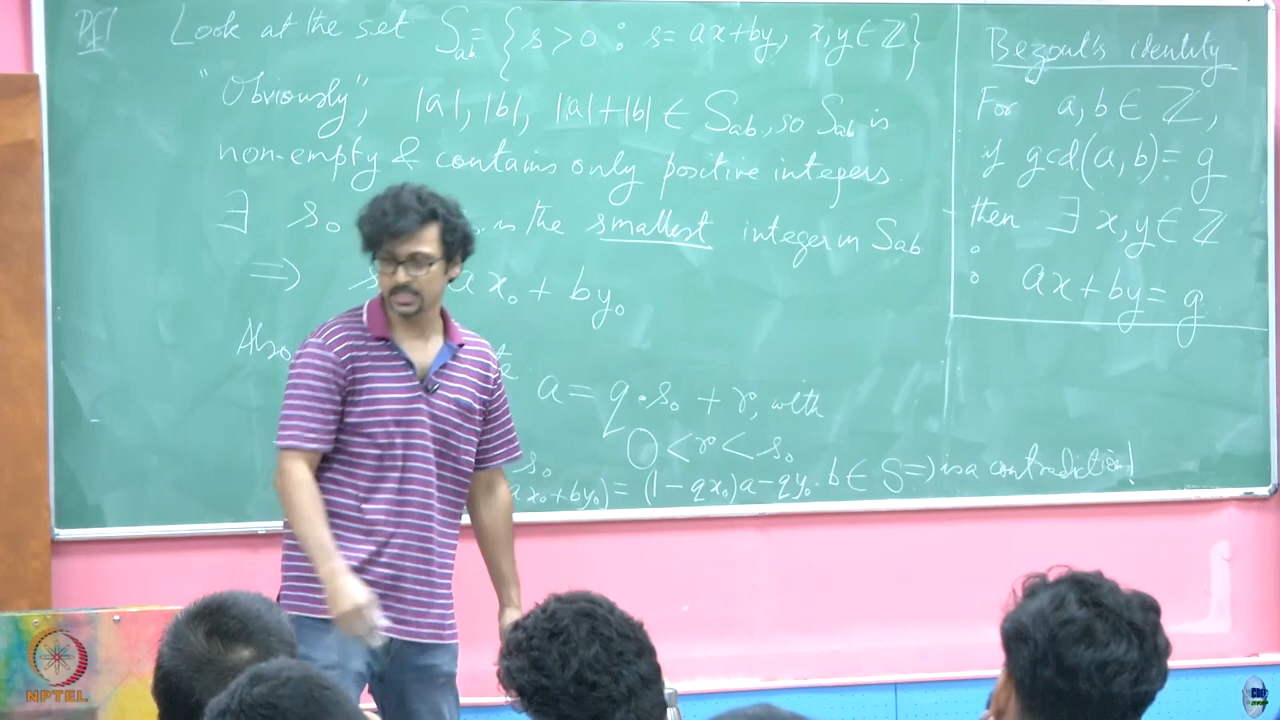 Pf/ Look at the set S_ab = { s > 0 : s = ax + by, x, y ∈ ℤ }
"Obviously", |a|, |b|, |a|+|b| ∈ S_ab, so S_ab is
non-empty & contains only positive integers.
∃ s₀ is the smallest integer in S_ab
⇒ ax₀ + by₀
Also
a = q·s₀ + r, with
0 < r < s₀
s₀
ax₀+by₀) = (1 - qx₀)a - qy₀·b ∈ S ⇒) is a contradiction!
Bezout's identity
For a, b ∈ ℤ,
if gcd(a, b) = g
then ∃ x, y ∈ ℤ
: ax + by = g
NPTEL